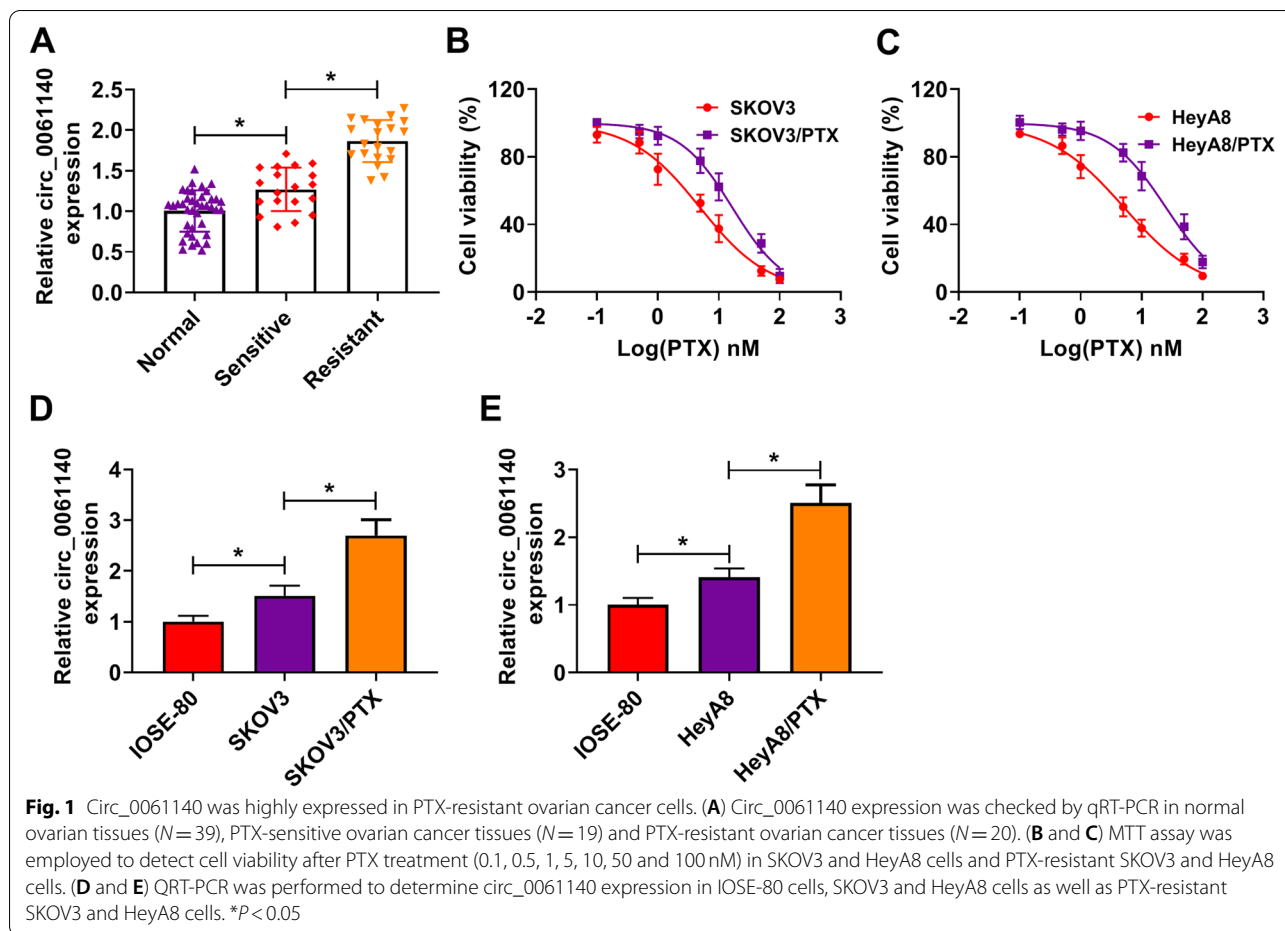 A
Relative circ_0061140
expression
2.5
2.0
1.5
1.0
0.5
0.0
*
*
Normal
Sensitive
Resistant
B
Cell viability (%)
120
80
40
0
SKOV3
SKOV3/PTX
-2
-1
0
1
2
3
Log(PTX) nM
C
Cell viability (%)
120
80
40
0
HeyA8
HeyA8/PTX
-2
-1
0
1
2
3
Log(PTX) nM
D
Relative circ_0061140
expression
4
3
2
1
0
*
*
IOSE-80
SKOV3
SKOV3/PTX
E
Relative circ_0061140
expression
3
2
1
0
*
*
IOSE-80
HeyA8
HeyA8/PTX
Fig. 1 Circ_0061140 was highly expressed in PTX-resistant ovarian cancer cells. (A) Circ_0061140 expression was checked by qRT-PCR in normal
ovarian tissues (N = 39), PTX-sensitive ovarian cancer tissues (N = 19) and PTX-resistant ovarian cancer tissues (N = 20). (B and C) MTT assay was
employed to detect cell viability after PTX treatment (0.1, 0.5, 1, 5, 10, 50 and 100 nM) in SKOV3 and HeyA8 cells and PTX-resistant SKOV3 and HeyA8
cells. (D and E) QRT-PCR was performed to determine circ_0061140 expression in IOSE-80 cells, SKOV3 and HeyA8 cells as well as PTX-resistant
SKOV3 and HeyA8 cells. *P < 0.05